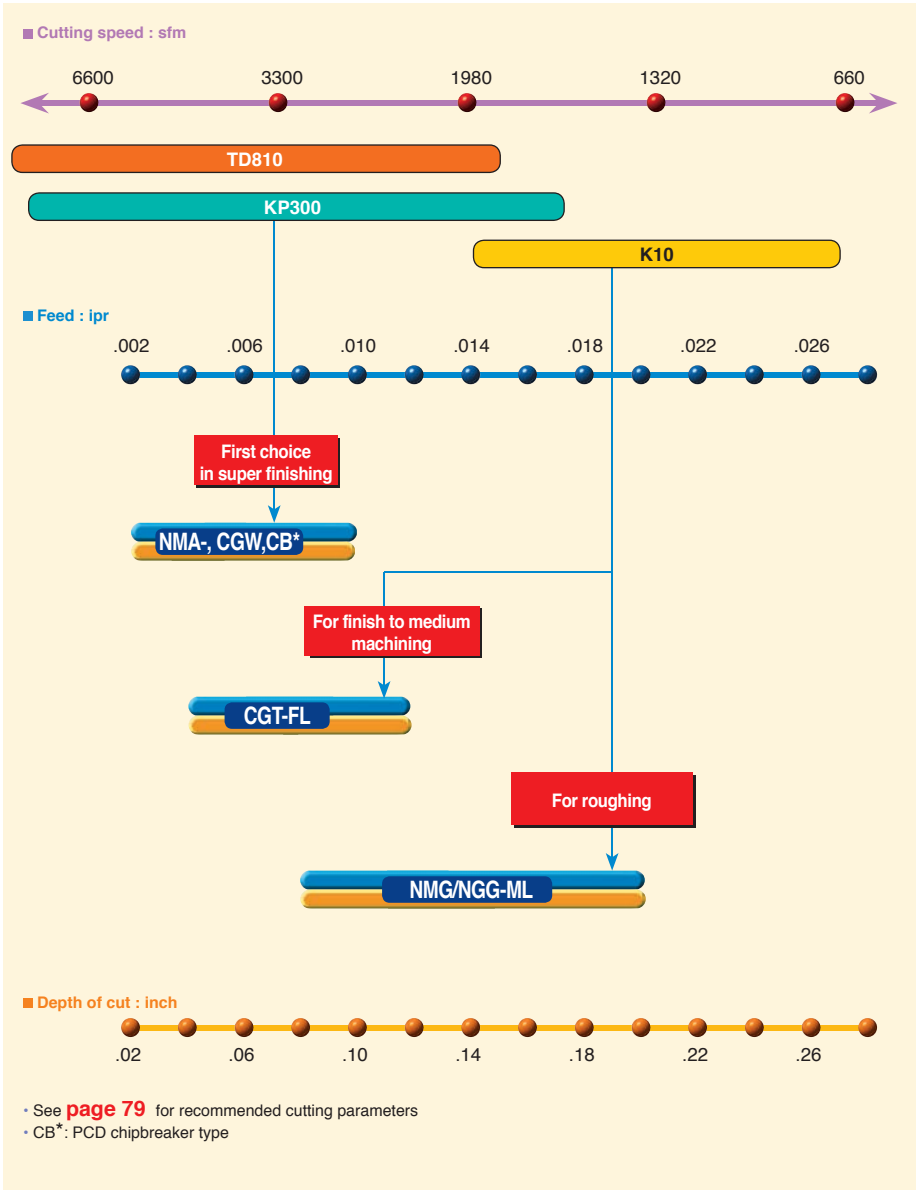 Cutting speed : sfm
6600 3300 1980 1320 660
TD810
KP300
K10
Feed : ipr
.002 .006 .010 .014 .018 .022 .026
First choice
in super finishing
NMA-, CGW,CB*
For finish to medium
machining
CGT-FL
For roughing
NMG/NGG-ML
Depth of cut : inch
.02 .06 .10 .14 .18 .22 .26
• See page 79 for recommended cutting parameters
• CB*: PCD chipbreaker type